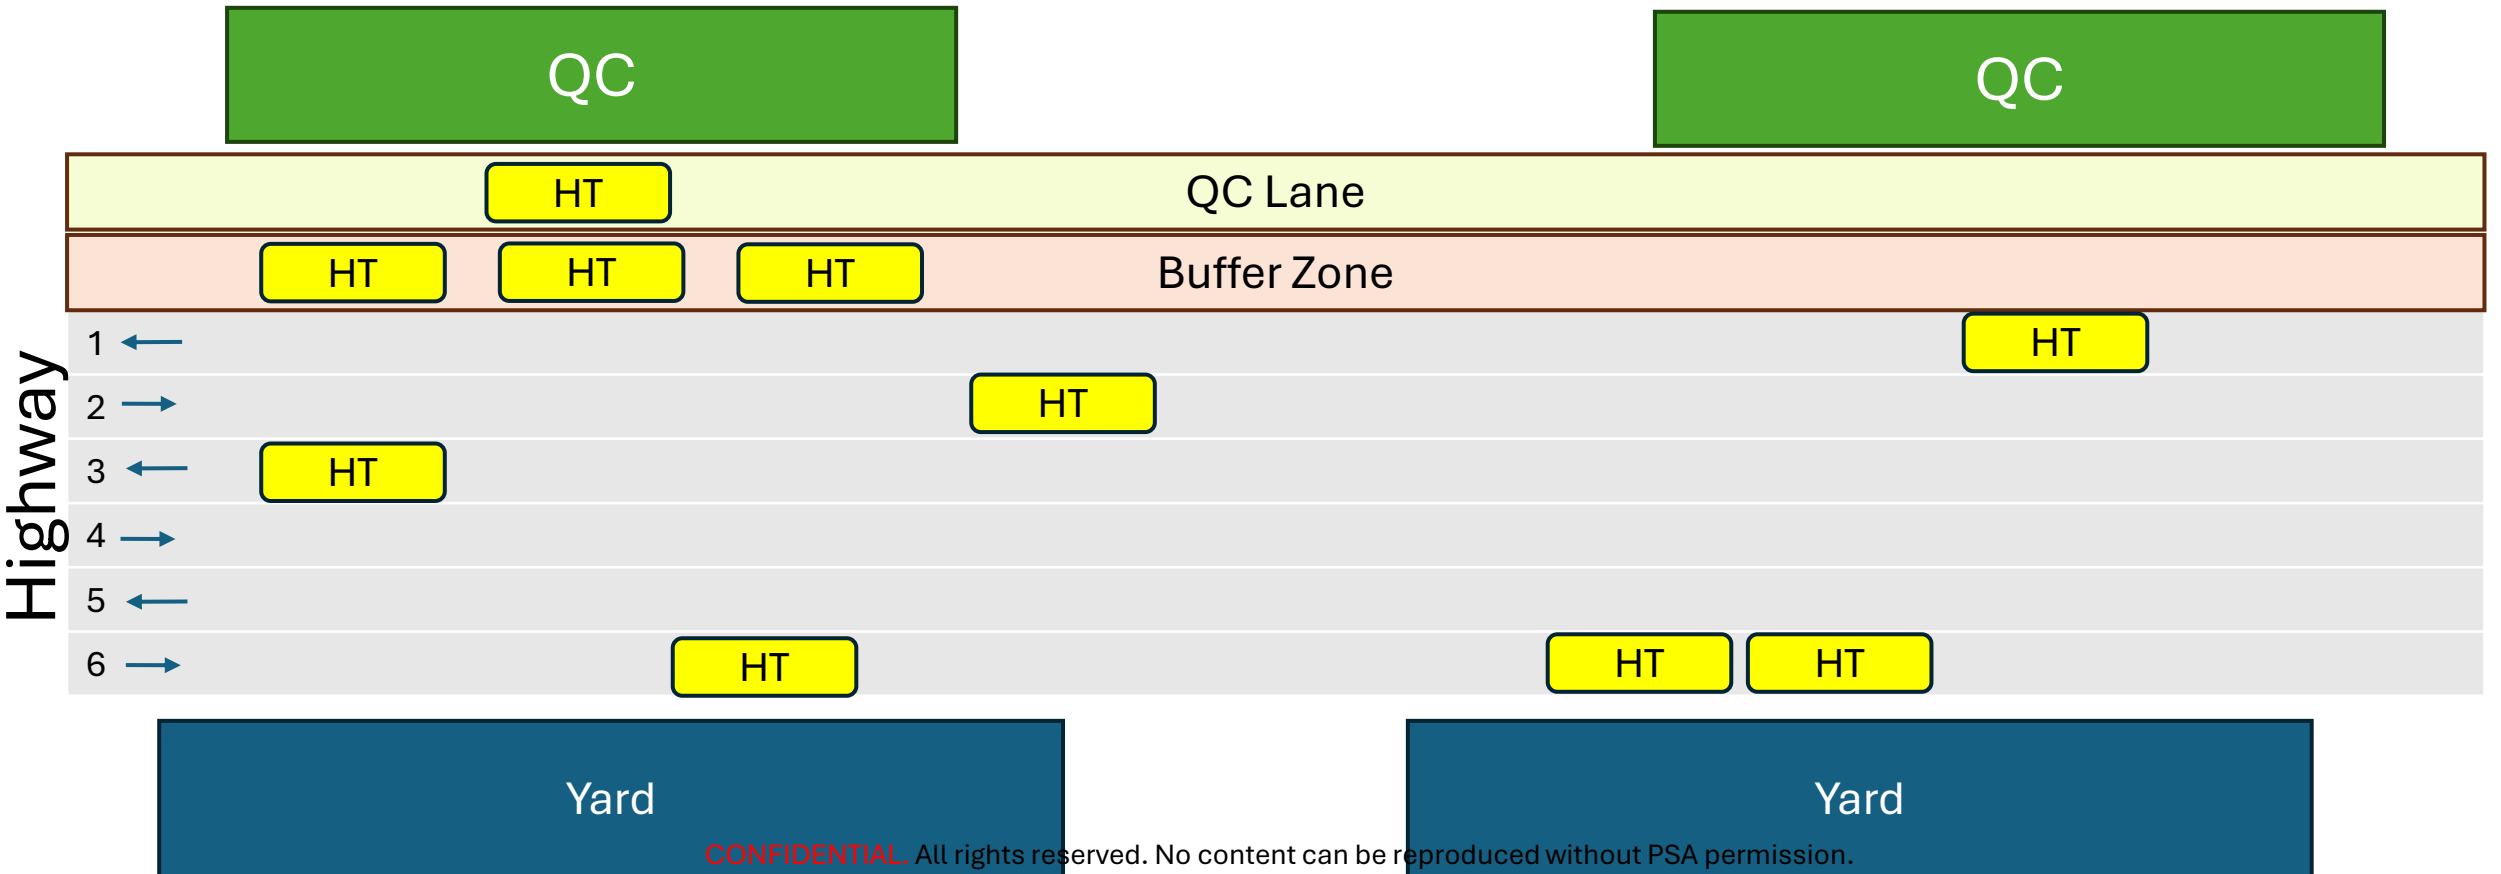 QC
QC
HT
QC Lane
HT
HT
HT
Buffer Zone
Highway
1
HT
2
HT
3
HT
4
5
6
HT
HT
HT
Yard
Yard
CONFIDENTIAL. All rights reserved. No content can be reproduced without PSA permission.